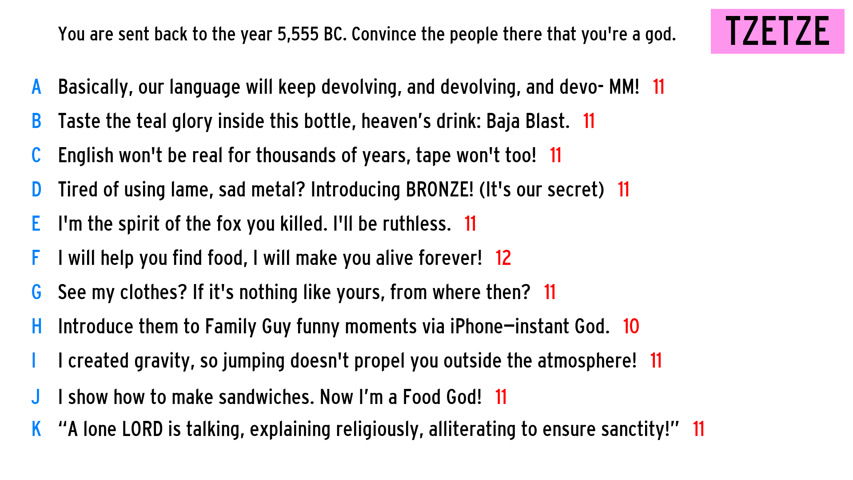 You are sent back to the year 5,555 BC. Convince the people there that you're a god.
TZETZE
A Basically, our language will keep devolving, and devolving, and devo- MM! 11
B Taste the teal glory inside this bottle, heaven’s drink: Baja Blast. 11
C English won't be real for thousands of years, tape won't too! 11
D Tired of using lame, sad metal? Introducing BRONZE! (It's our secret) 11
E I'm the spirit of the fox you killed. I'll be ruthless. 11
F I will help you find food, I will make you alive forever! 12
G See my clothes? If it's nothing like yours, from where then? 11
H Introduce them to Family Guy funny moments via iPhone—instant God. 10
I I created gravity, so jumping doesn't propel you outside the atmosphere! 11
J I show how to make sandwiches. Now I’m a Food God! 11
K “A lone LORD is talking, explaining religiously, alliterating to ensure sanctity!” 11